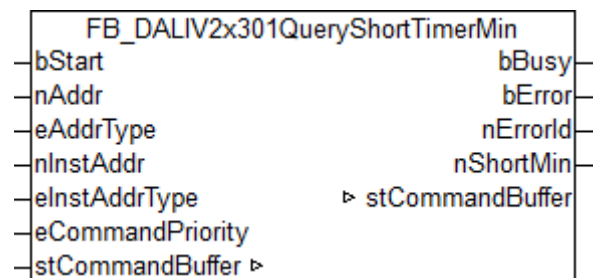 FB_DALIV2x301QueryShortTimerMin
bStart bBusy
nAddr bError
eAddrType nErrorId
nInstAddr nShortMin
eInstAddrType ▹ stCommandBuffer
eCommandPriority
stCommandBuffer ▹